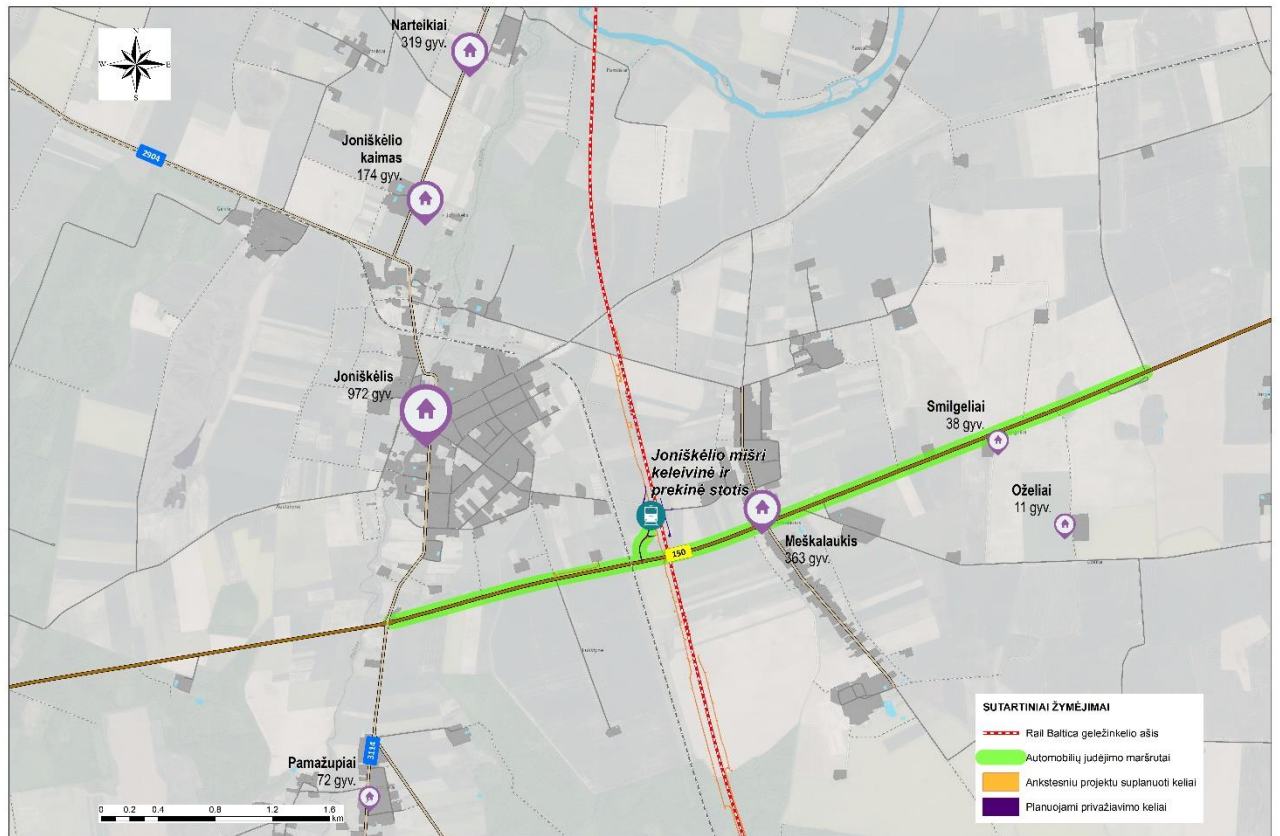 Narteikiai
319 gyv.
N
W
E
S
2904
Joniškėlio
kaimas
174 gyv.
Joniškėlis
972 gyv.
Joniškėlio mišri
keleivinė ir
prekinė stotis
Smilgeliai
38 gyv.
Oželiai
11 gyv.
150
Meškalaukis
363 gyv.
3114
Pamažupiai
72 gyv.
0 0.2 0.4 0.8 1.2 1.6
km
SUTARTINIAI ŽYMĖJIMAI
Rail Baltica geležinkelio ašis
Automobilių judėjimo maršrutai
Ankstesniu projektu suplanuoti keliai
Planuojami privažiavimo keliai